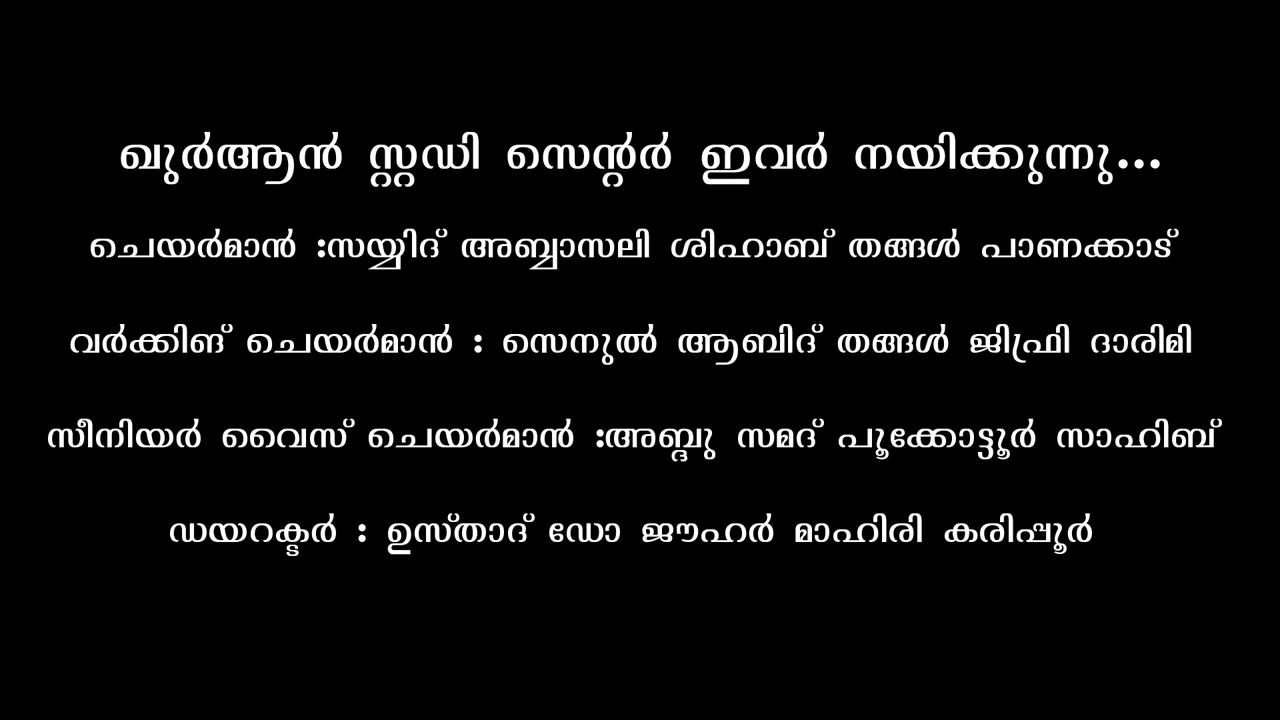 ഖുർആൻ സ്റ്റഡി സെന്റർ ഇവർ നയിക്കുന്നു...
ചെയർമാൻ :സയ്യിദ് അബ്ബാസലി ശിഹാബ് തങ്ങൾ പാണക്കാട്
വർക്കിങ് ചെയർമാൻ : സൈനുൽ ആബിദ് തങ്ങൾ ജിഫ്രി ദാരിമി
സീനിയർ വൈസ് ചെയർമാൻ :അബ്ദു സമദ് പൂക്കോട്ടൂർ സാഹിബ്
ഡയറക്ടർ : ഉസ്താദ് ഡോ ജൗഹർ മാഹിരി കരിപ്പൂർ